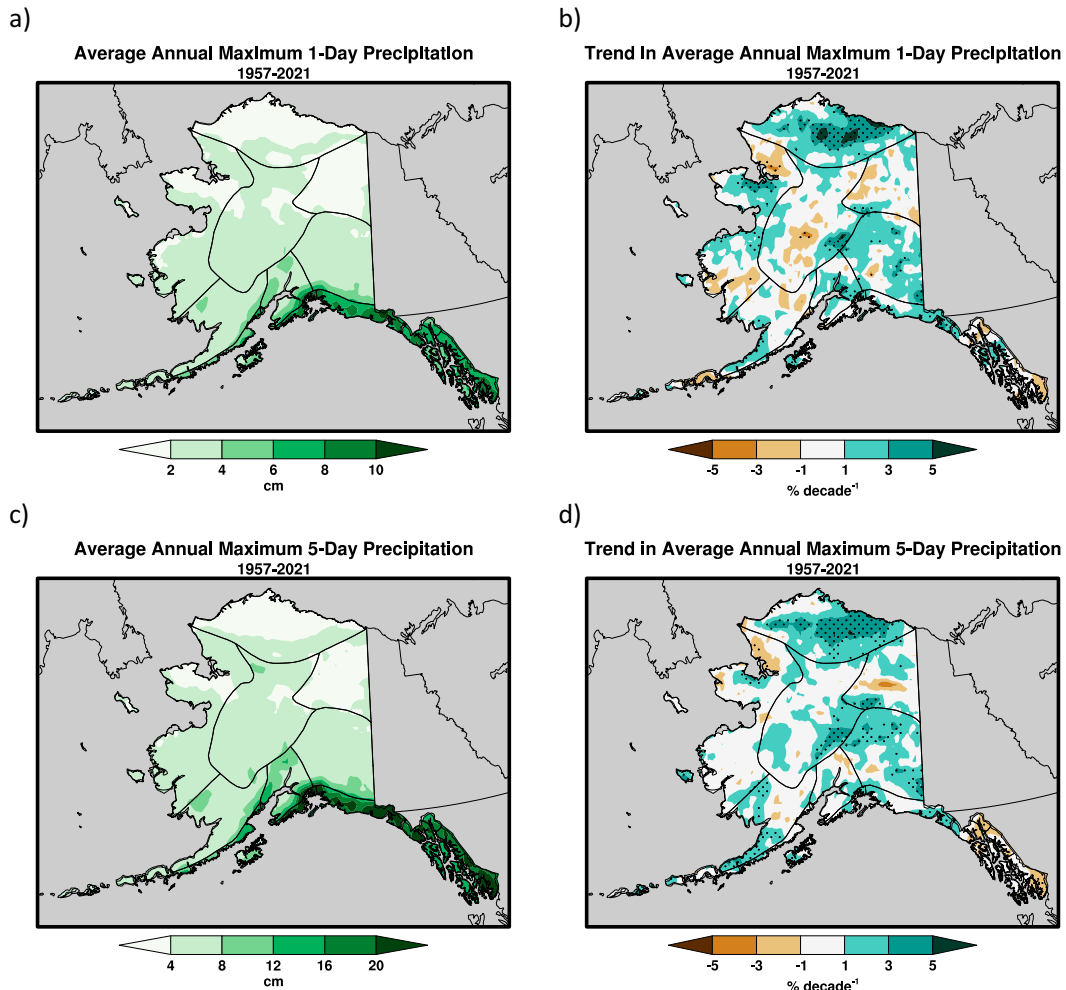 a)
Average Annual Maximum 1-Day Precipitation
1957-2021
2 4 6 8 10
cm
b)
Trend in Average Annual Maximum 1-Day Precipitation
1957-2021
-5 -3 -1 1 3 5
% decade⁻¹
c)
Average Annual Maximum 5-Day Precipitation
1957-2021
4 8 12 16 20
cm
d)
Trend in Average Annual Maximum 5-Day Precipitation
1957-2021
-5 -3 -1 1 3 5
% decade⁻¹